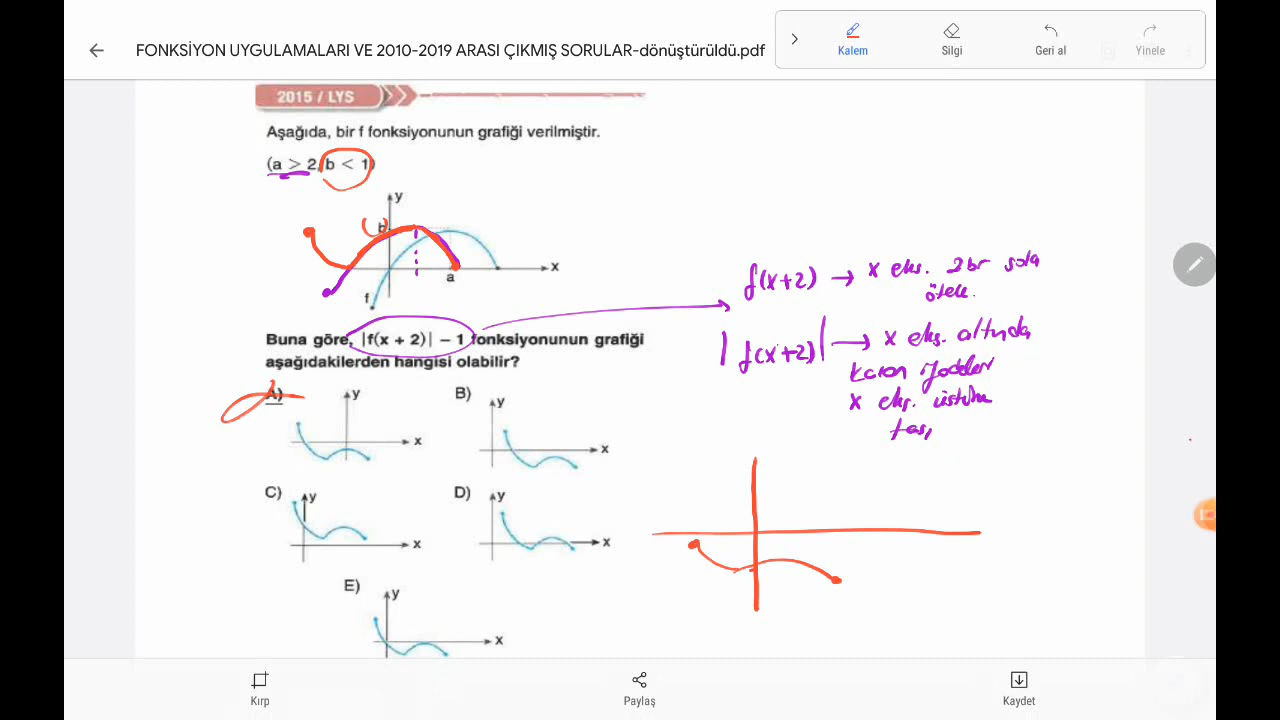 FONKSİYON UYGULAMALARI VE 2010-2019 ARASI ÇIKMIŞ SORULAR-dönüştürüldü.pdf
Kalem
Silgi
Geri al
Yinele
2015 / LYS
Aşağıda, bir f fonksiyonunun grafiği verilmiştir.
(a > 2, b < 1)
y
b
x
a
f
Buna göre, |f(x + 2)| − 1 fonksiyonunun grafiği
aşağıdakilerden hangisi olabilir?
A)
y
x
B)
y
x
C)
y
x
D)
y
x
E)
y
x
f(x+2) → x eks. 2br sola
ötele.
|f(x+2)| → x eks. altında
x eks. üstüne
taşı
Kırp
Paylaş
Kaydet